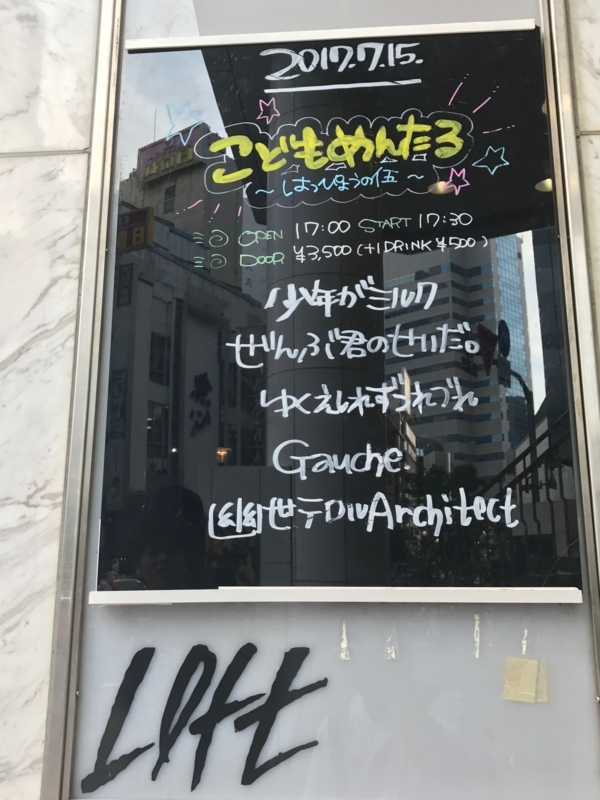 2017.7.15.
こどもめんたる
～ はっぴょうの伍 ～
OPEN 17:00 START 17:30
DOOR ¥3,500 (+1DRINK ¥500)
少年がミルク
ぜんぶ君のせいだ。
ゆくえしれずつれづれ
Gauche.
幽世テロルArchitect
LOFT